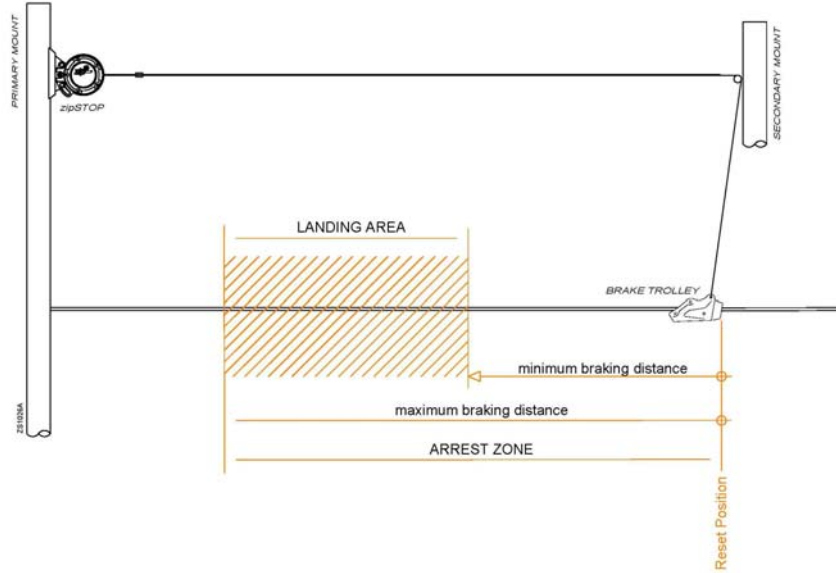 PRIMARY MOUNT
zipSTOP
SECONDARY MOUNT
LANDING AREA
BRAKE TROLLEY
minimum braking distance
maximum braking distance
ARREST ZONE
ZS1026A
Reset Position